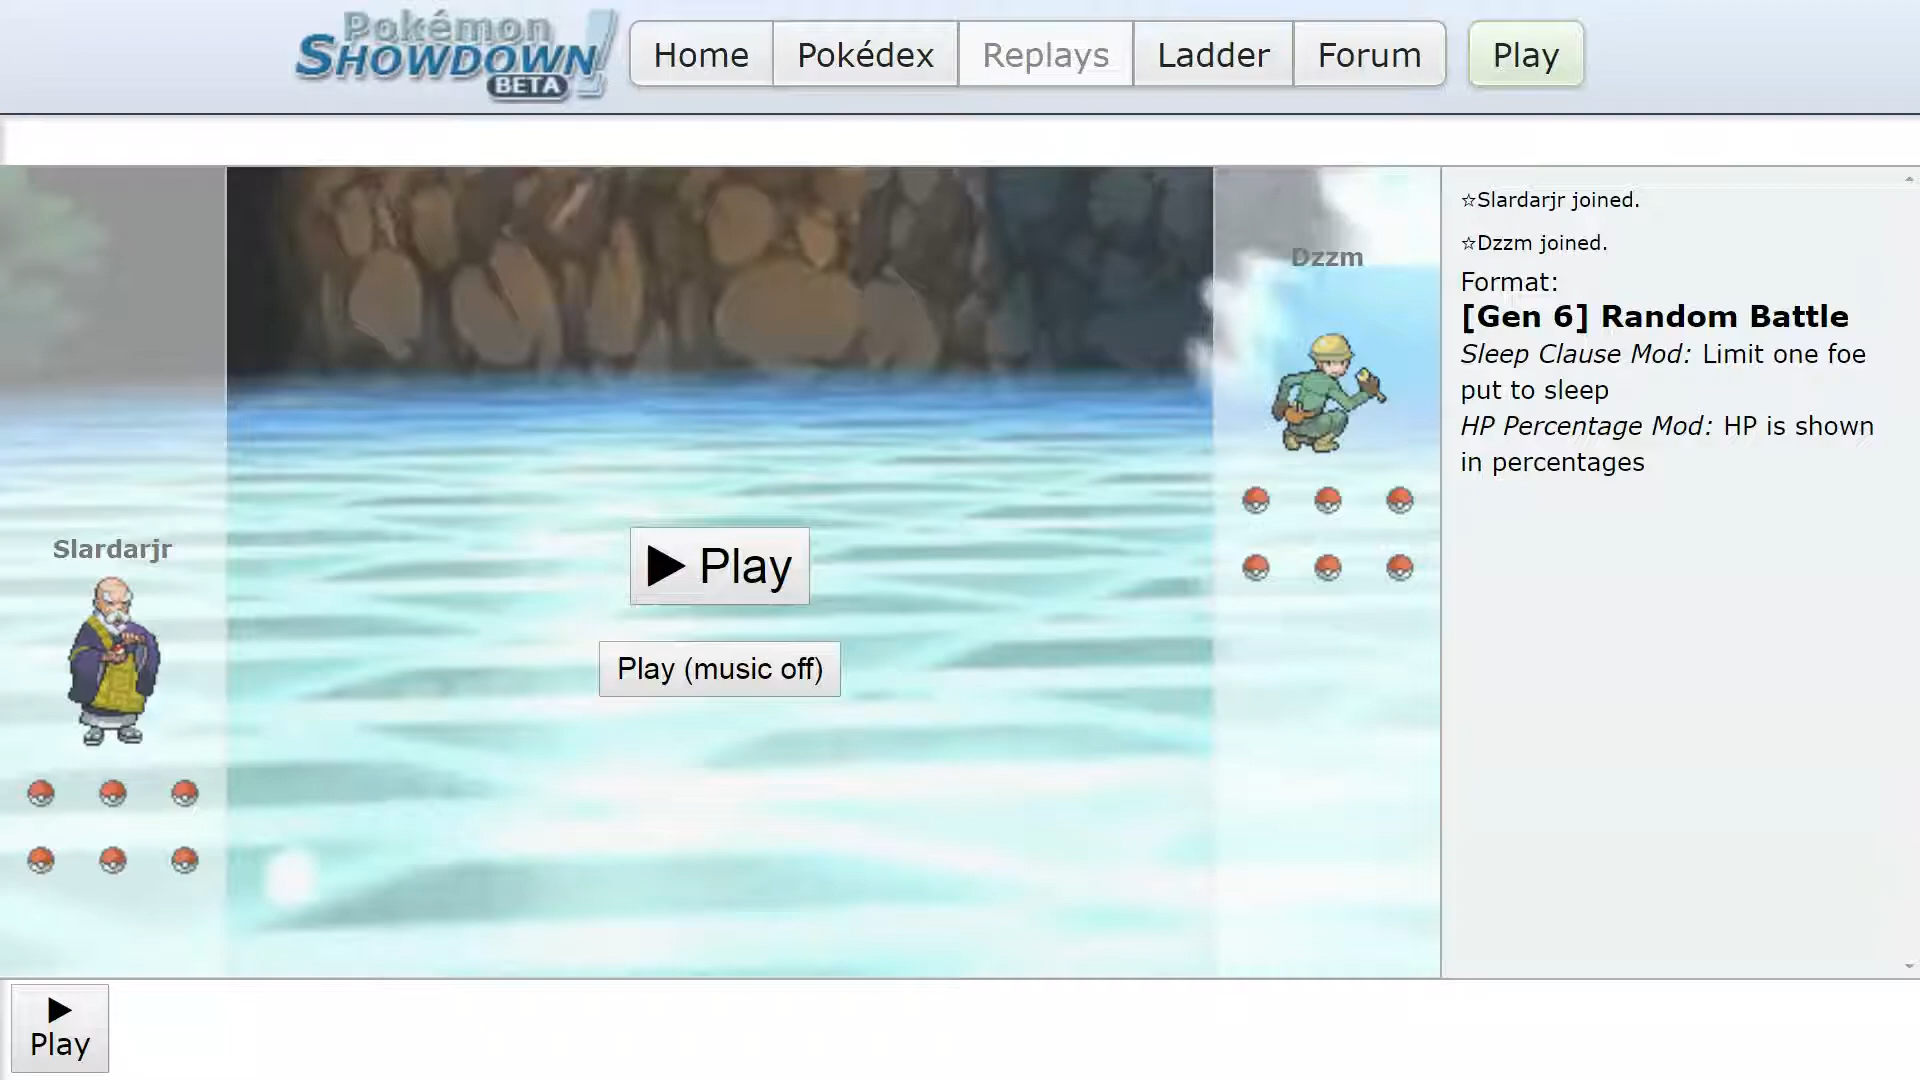 Pokémon
SHOWDOWN!
BETA
Home
Pokédex
Replays
Ladder
Forum
Play
Slardarjr
Dzzm
▶ Play
Play (music off)
☆Slardarjr joined.
☆Dzzm joined.
Format:
[Gen 6] Random Battle
Sleep Clause Mod: Limit one foe
put to sleep
HP Percentage Mod: HP is shown
in percentages
▶
Play